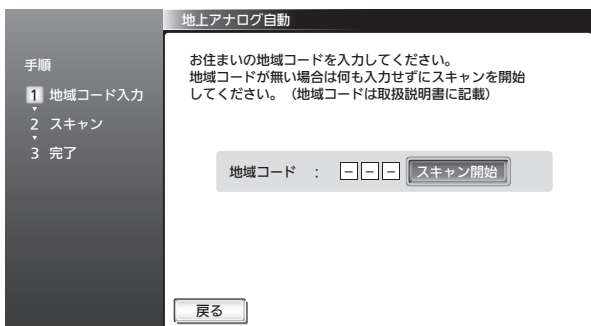 地上アナログ自動
手順
1 地域コード入力
2 スキャン
3 完了
お住まいの地域コードを入力してください。
地域コードが無い場合は何も入力せずにスキャンを開始
してください。（地域コードは取扱説明書に記載）
地域コード : － － － スキャン開始
戻る